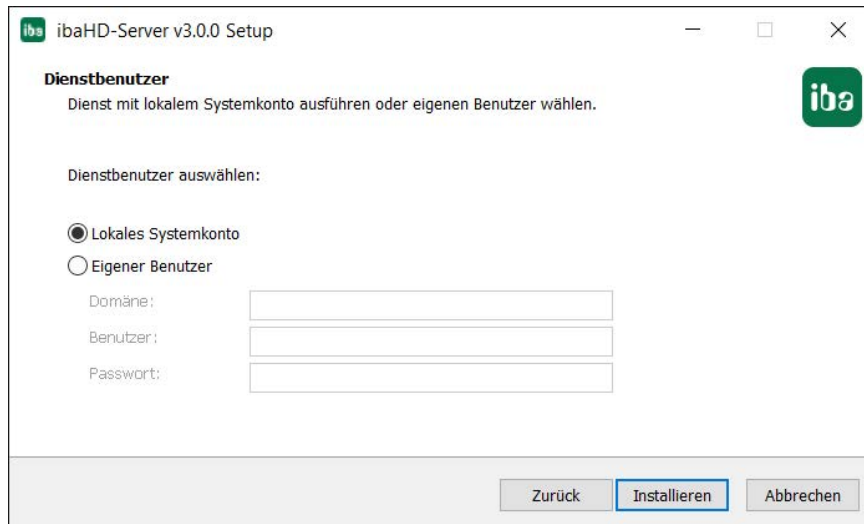 iba ibaHD-Server v3.0.0 Setup
Dienstbenutzer
Dienst mit lokalem Systemkonto ausführen oder eigenen Benutzer wählen.
iba
Dienstbenutzer auswählen:
Lokales Systemkonto
Eigener Benutzer
Domäne:
Benutzer:
Passwort:
Zurück Installieren Abbrechen